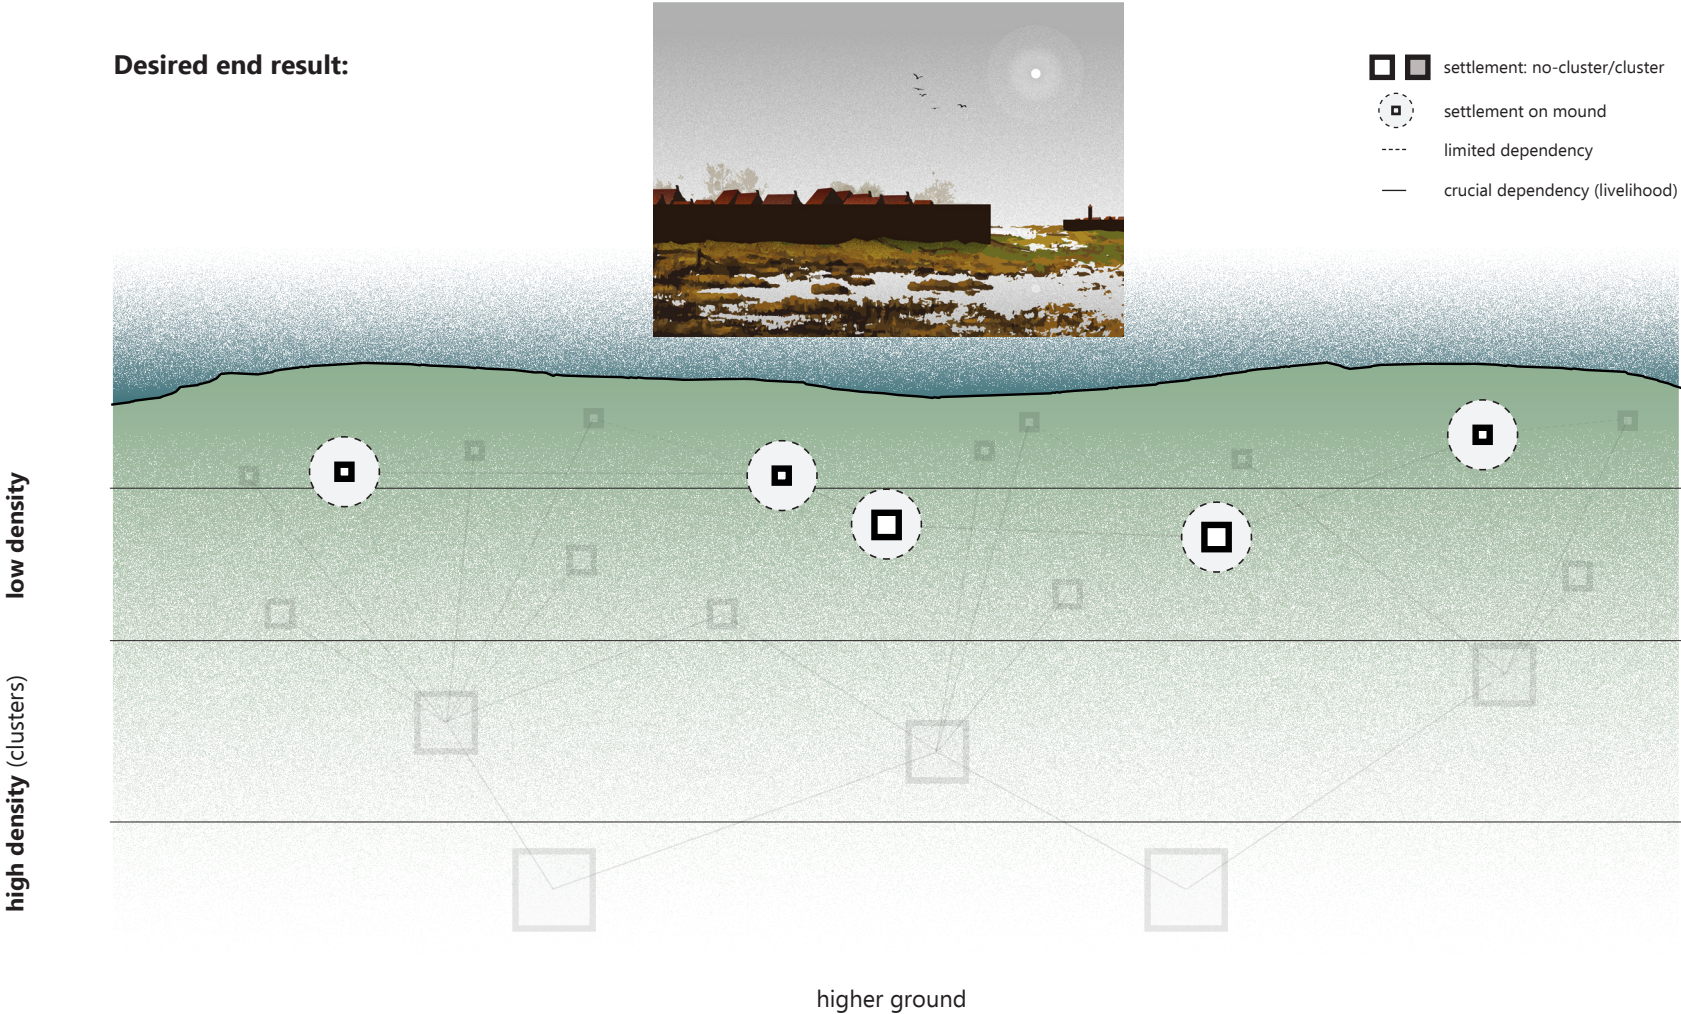 Desired end result:
settlement: no-cluster/cluster
settlement on mound
limited dependency
crucial dependency (livelihood)
low density
high density (clusters)
higher ground